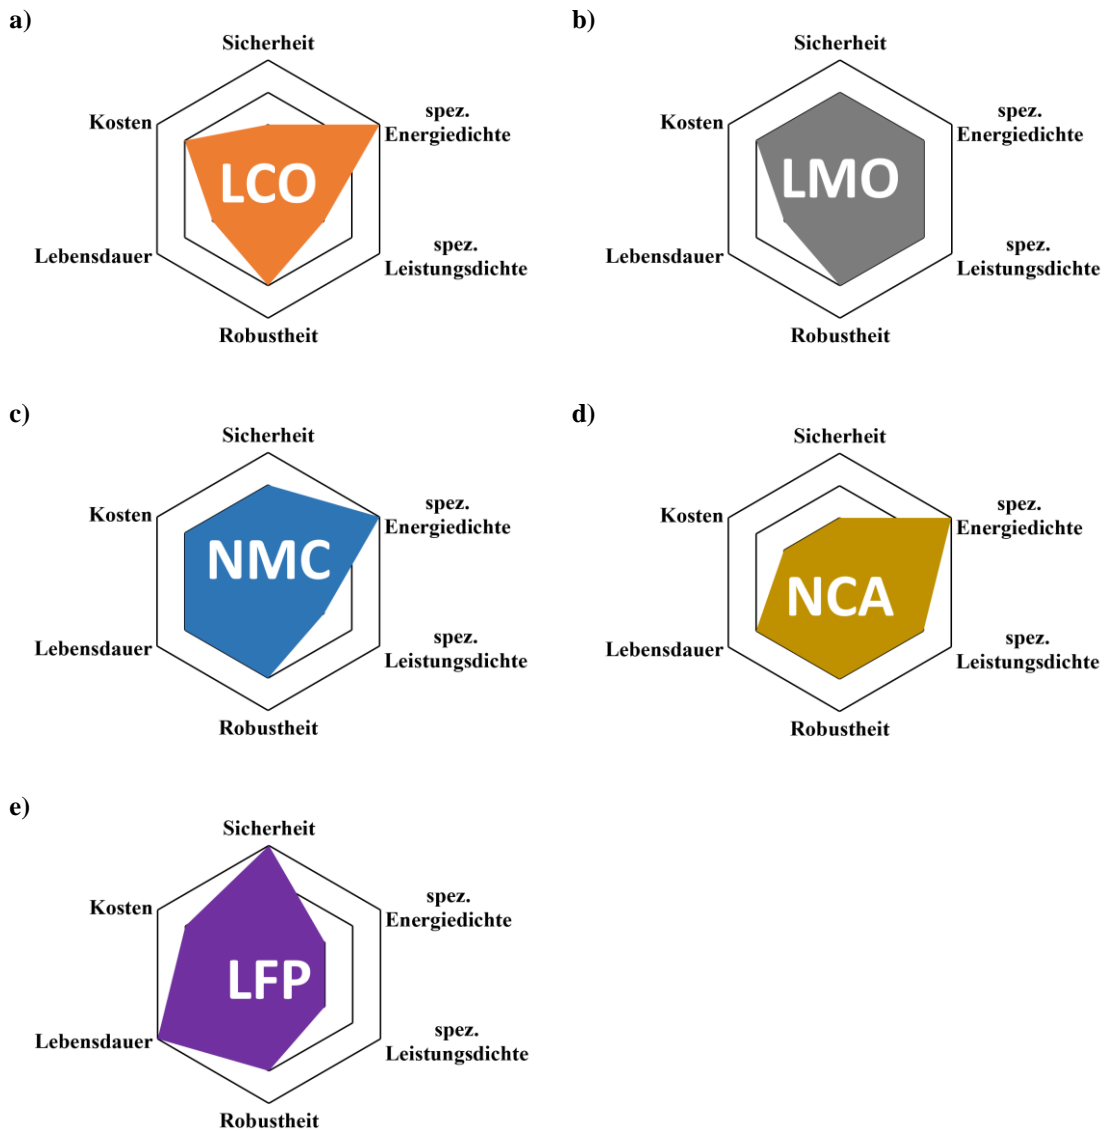 a)
Sicherheit
Kosten
spez.
Energiedichte
LCO
Lebensdauer
spez.
Leistungsdichte
Robustheit
b)
Sicherheit
Kosten
spez.
Energiedichte
LMO
Lebensdauer
spez.
Leistungsdichte
Robustheit
c)
Sicherheit
Kosten
spez.
Energiedichte
NMC
Lebensdauer
spez.
Leistungsdichte
Robustheit
d)
Sicherheit
Kosten
spez.
Energiedichte
NCA
Lebensdauer
spez.
Leistungsdichte
Robustheit
e)
Sicherheit
Kosten
spez.
Energiedichte
LFP
Lebensdauer
spez.
Leistungsdichte
Robustheit